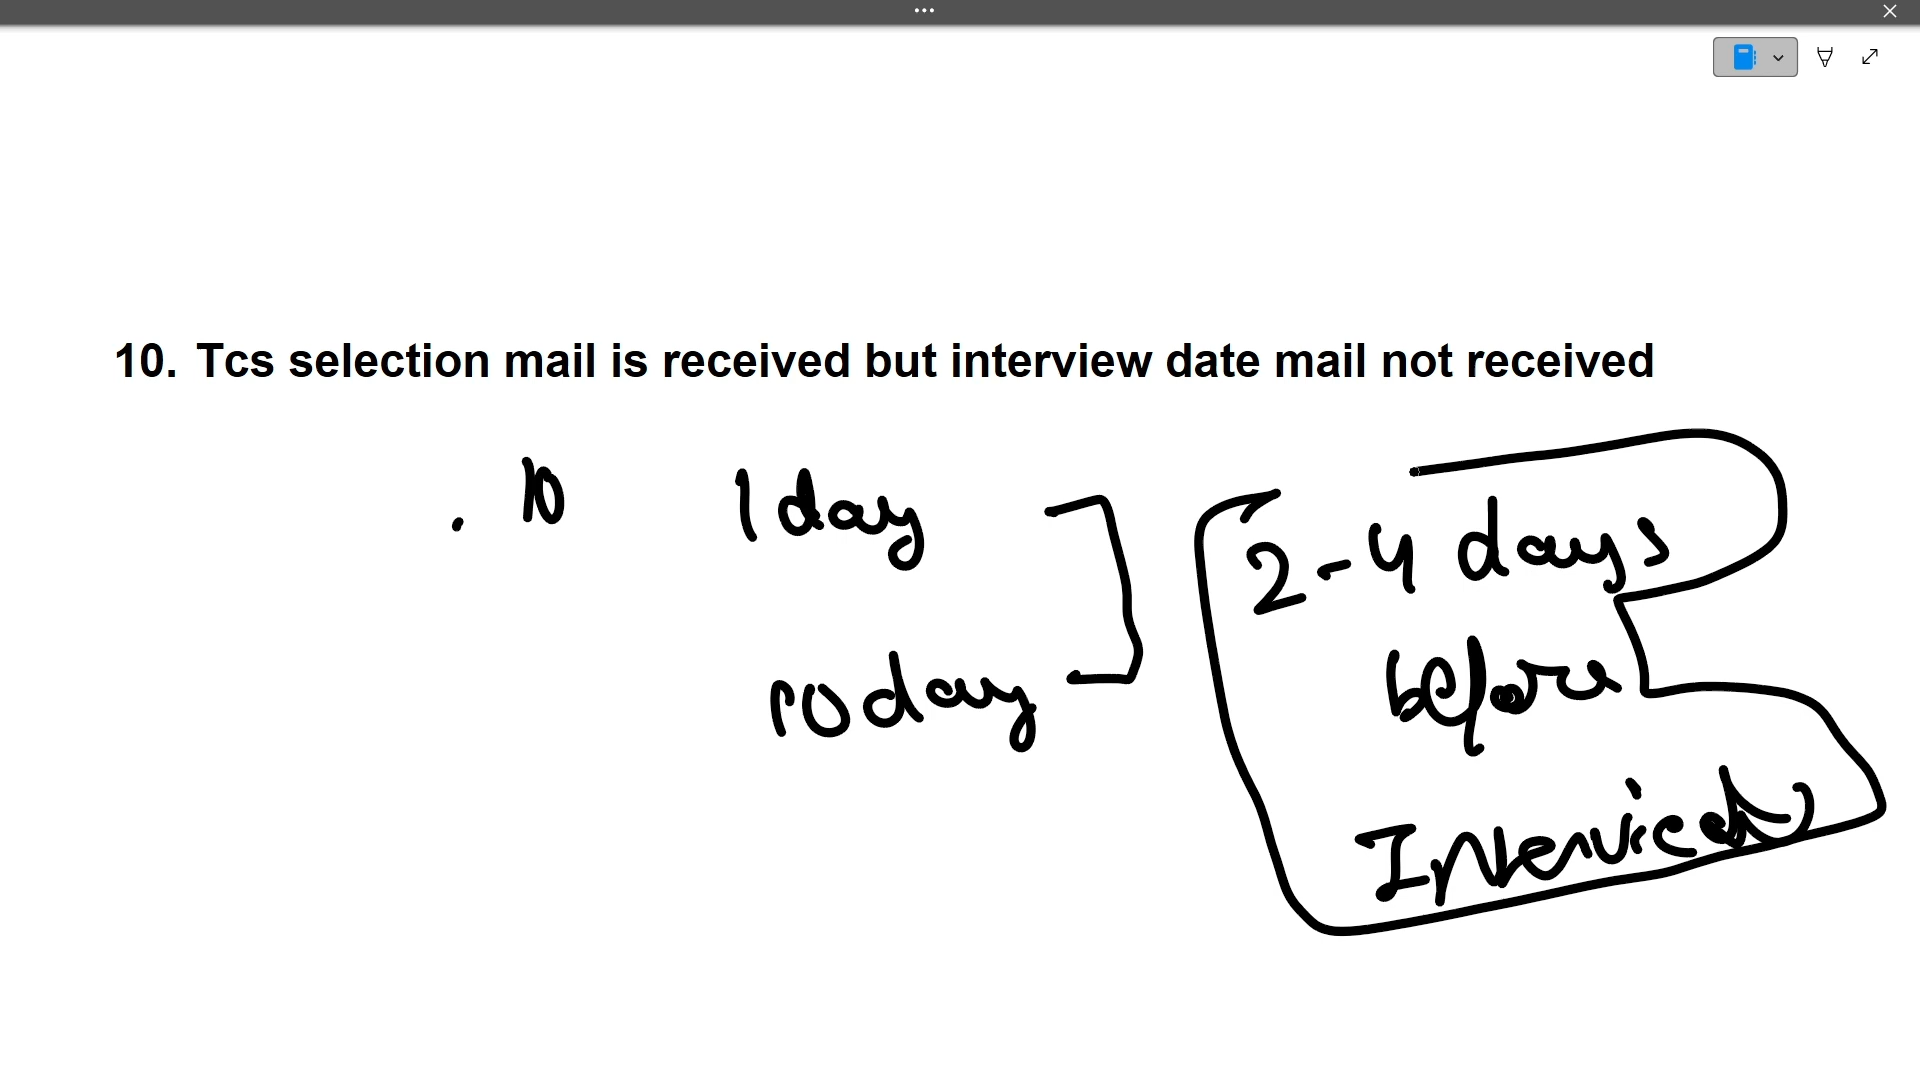 10. Tcs selection mail is received but interview date mail not received
. 10 1 day
10 day
2-4 days
before
Interview